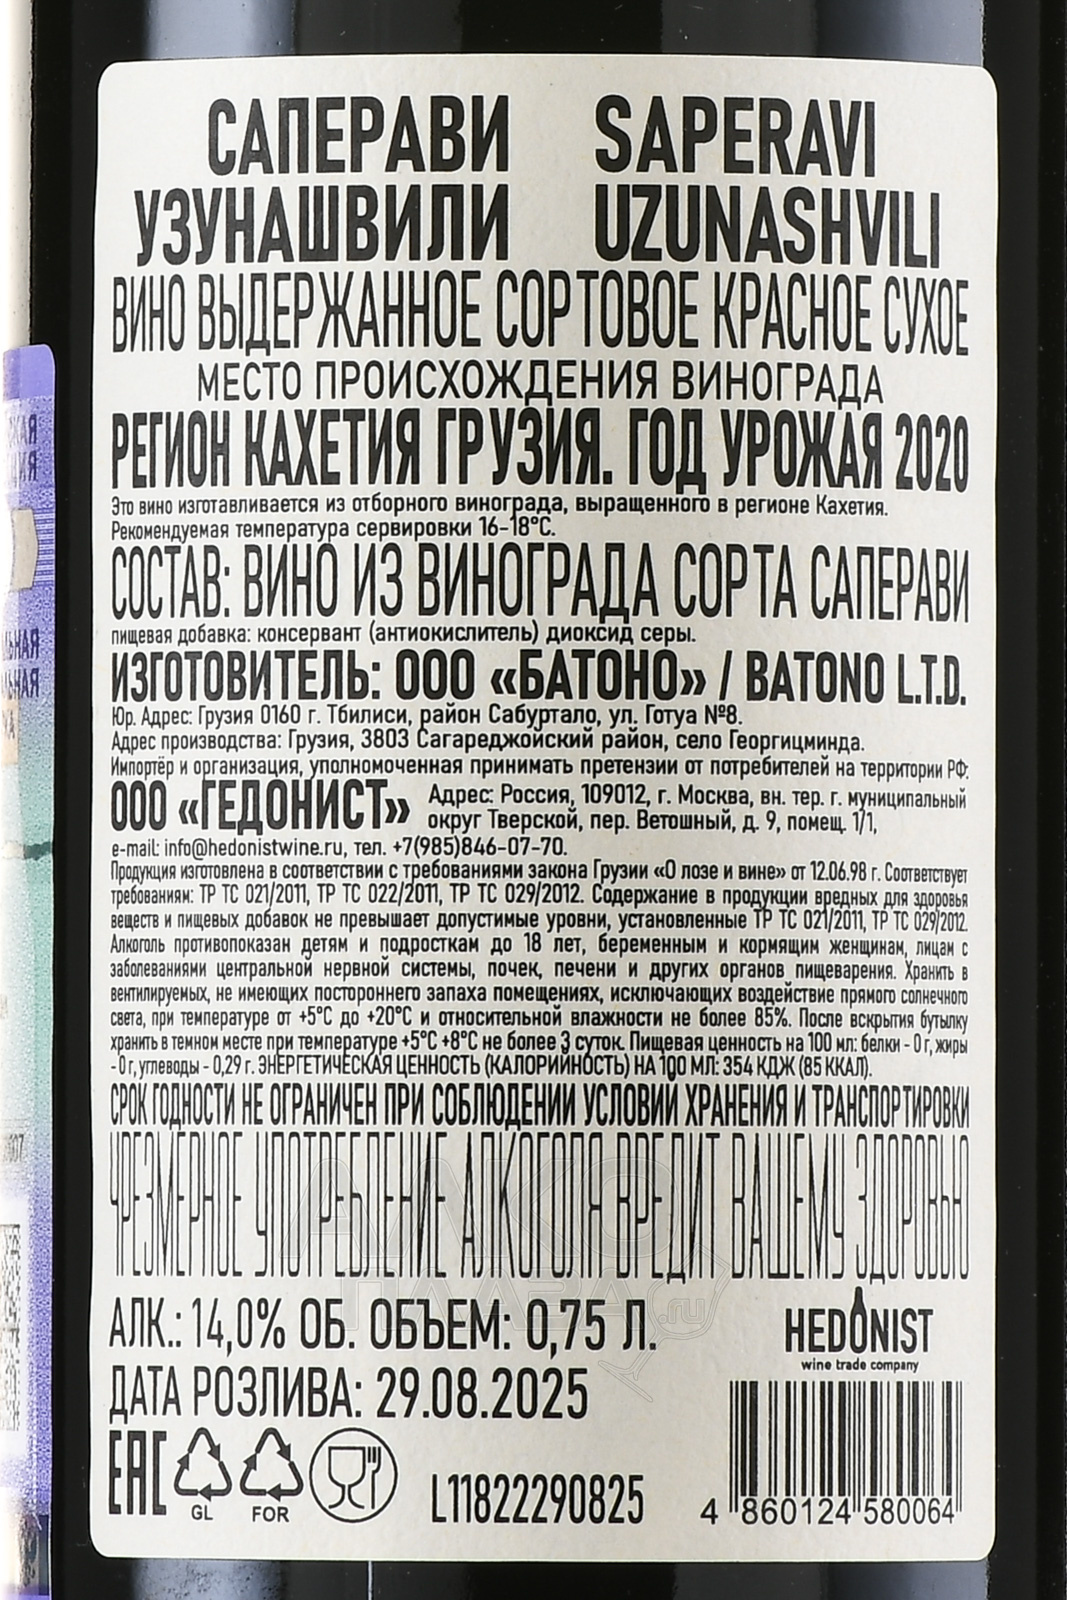 САПЕРАВИ SAPERAVI
УЗУНАШВИЛИ UZUNASHVILI
ВИНО ВЫДЕРЖАННОЕ СОРТОВОЕ КРАСНОЕ СУХОЕ
МЕСТО ПРОИСХОЖДЕНИЯ ВИНОГРАДА
РЕГИОН КАХЕТИЯ ГРУЗИЯ. ГОД УРОЖАЯ 2020
Это вино изготавливается из отборного винограда, выращенного в регионе Кахетия.
Рекомендуемая температура сервировки 16-18°С.
СОСТАВ: ВИНО ИЗ ВИНОГРАДА СОРТА САПЕРАВИ
пищевая добавка: консервант (антиокислитель) диоксид серы.
ИЗГОТОВИТЕЛЬ: ООО «БАТОНО» / BATONO L.T.D.
Юр. Адрес: Грузия 0160 г. Тбилиси, район Сабуртало, ул. Готуа №8.
Адрес производства: Грузия, 3803 Сагареджойский район, село Георгицминда.
Импортёр и организация, уполномоченная принимать претензии от потребителей на территории РФ:
ООО «ГЕДОНИСТ» Адрес: Россия, 109012, г. Москва, вн. тер. г. муниципальный
округ Тверской, пер. Ветошный, д. 9, помещ. 1/1,
e-mail: info@hedonistwine.ru, тел. +7(985)846-07-70.
Продукция изготовлена в соответствии с требованиями закона Грузии «О лозе и вине» от 12.06.98 г. Соответствует
требованиям: ТР ТС 021/2011, ТР ТС 022/2011, ТР ТС 029/2012. Содержание в продукции вредных для здоровья
веществ и пищевых добавок не превышает допустимые уровни, установленные ТР ТС 021/2011, ТР ТС 029/2012.
Алкоголь противопоказан детям и подросткам до 18 лет, беременным и кормящим женщинам, лицам с
заболеваниями центральной нервной системы, почек, печени и других органов пищеварения. Хранить в
вентилируемых, не имеющих постороннего запаха помещениях, исключающих воздействие прямого солнечного
света, при температуре от +5°С до +20°С и относительной влажности не более 85%. После вскрытия бутылку
хранить в темном месте при температуре +5°С +8°С не более 3 суток. Пищевая ценность на 100 мл: белки - 0 г, жиры
- 0 г, углеводы - 0,29 г. ЭНЕРГЕТИЧЕСКАЯ ЦЕННОСТЬ (КАЛОРИЙНОСТЬ) НА 100 МЛ: 354 КДЖ (85 ККАЛ).
СРОК ГОДНОСТИ НЕ ОГРАНИЧЕН ПРИ СОБЛЮДЕНИИ УСЛОВИЙ ХРАНЕНИЯ И ТРАНСПОРТИРОВКИ
ЧРЕЗМЕРНОЕ УПОТРЕБЛЕНИЕ АЛКОГОЛЯ ВРЕДИТ ВАШЕМУ ЗДОРОВЬЮ
АЛКО
ПАЛАВА.ru
АЛК.: 14,0% ОБ. ОБЪЕМ: 0,75 Л.
HEDONIST
wine trade company
ДАТА РОЗЛИВА: 29.08.2025
EAC
GL FOR
L11822290825
4 860124 580064